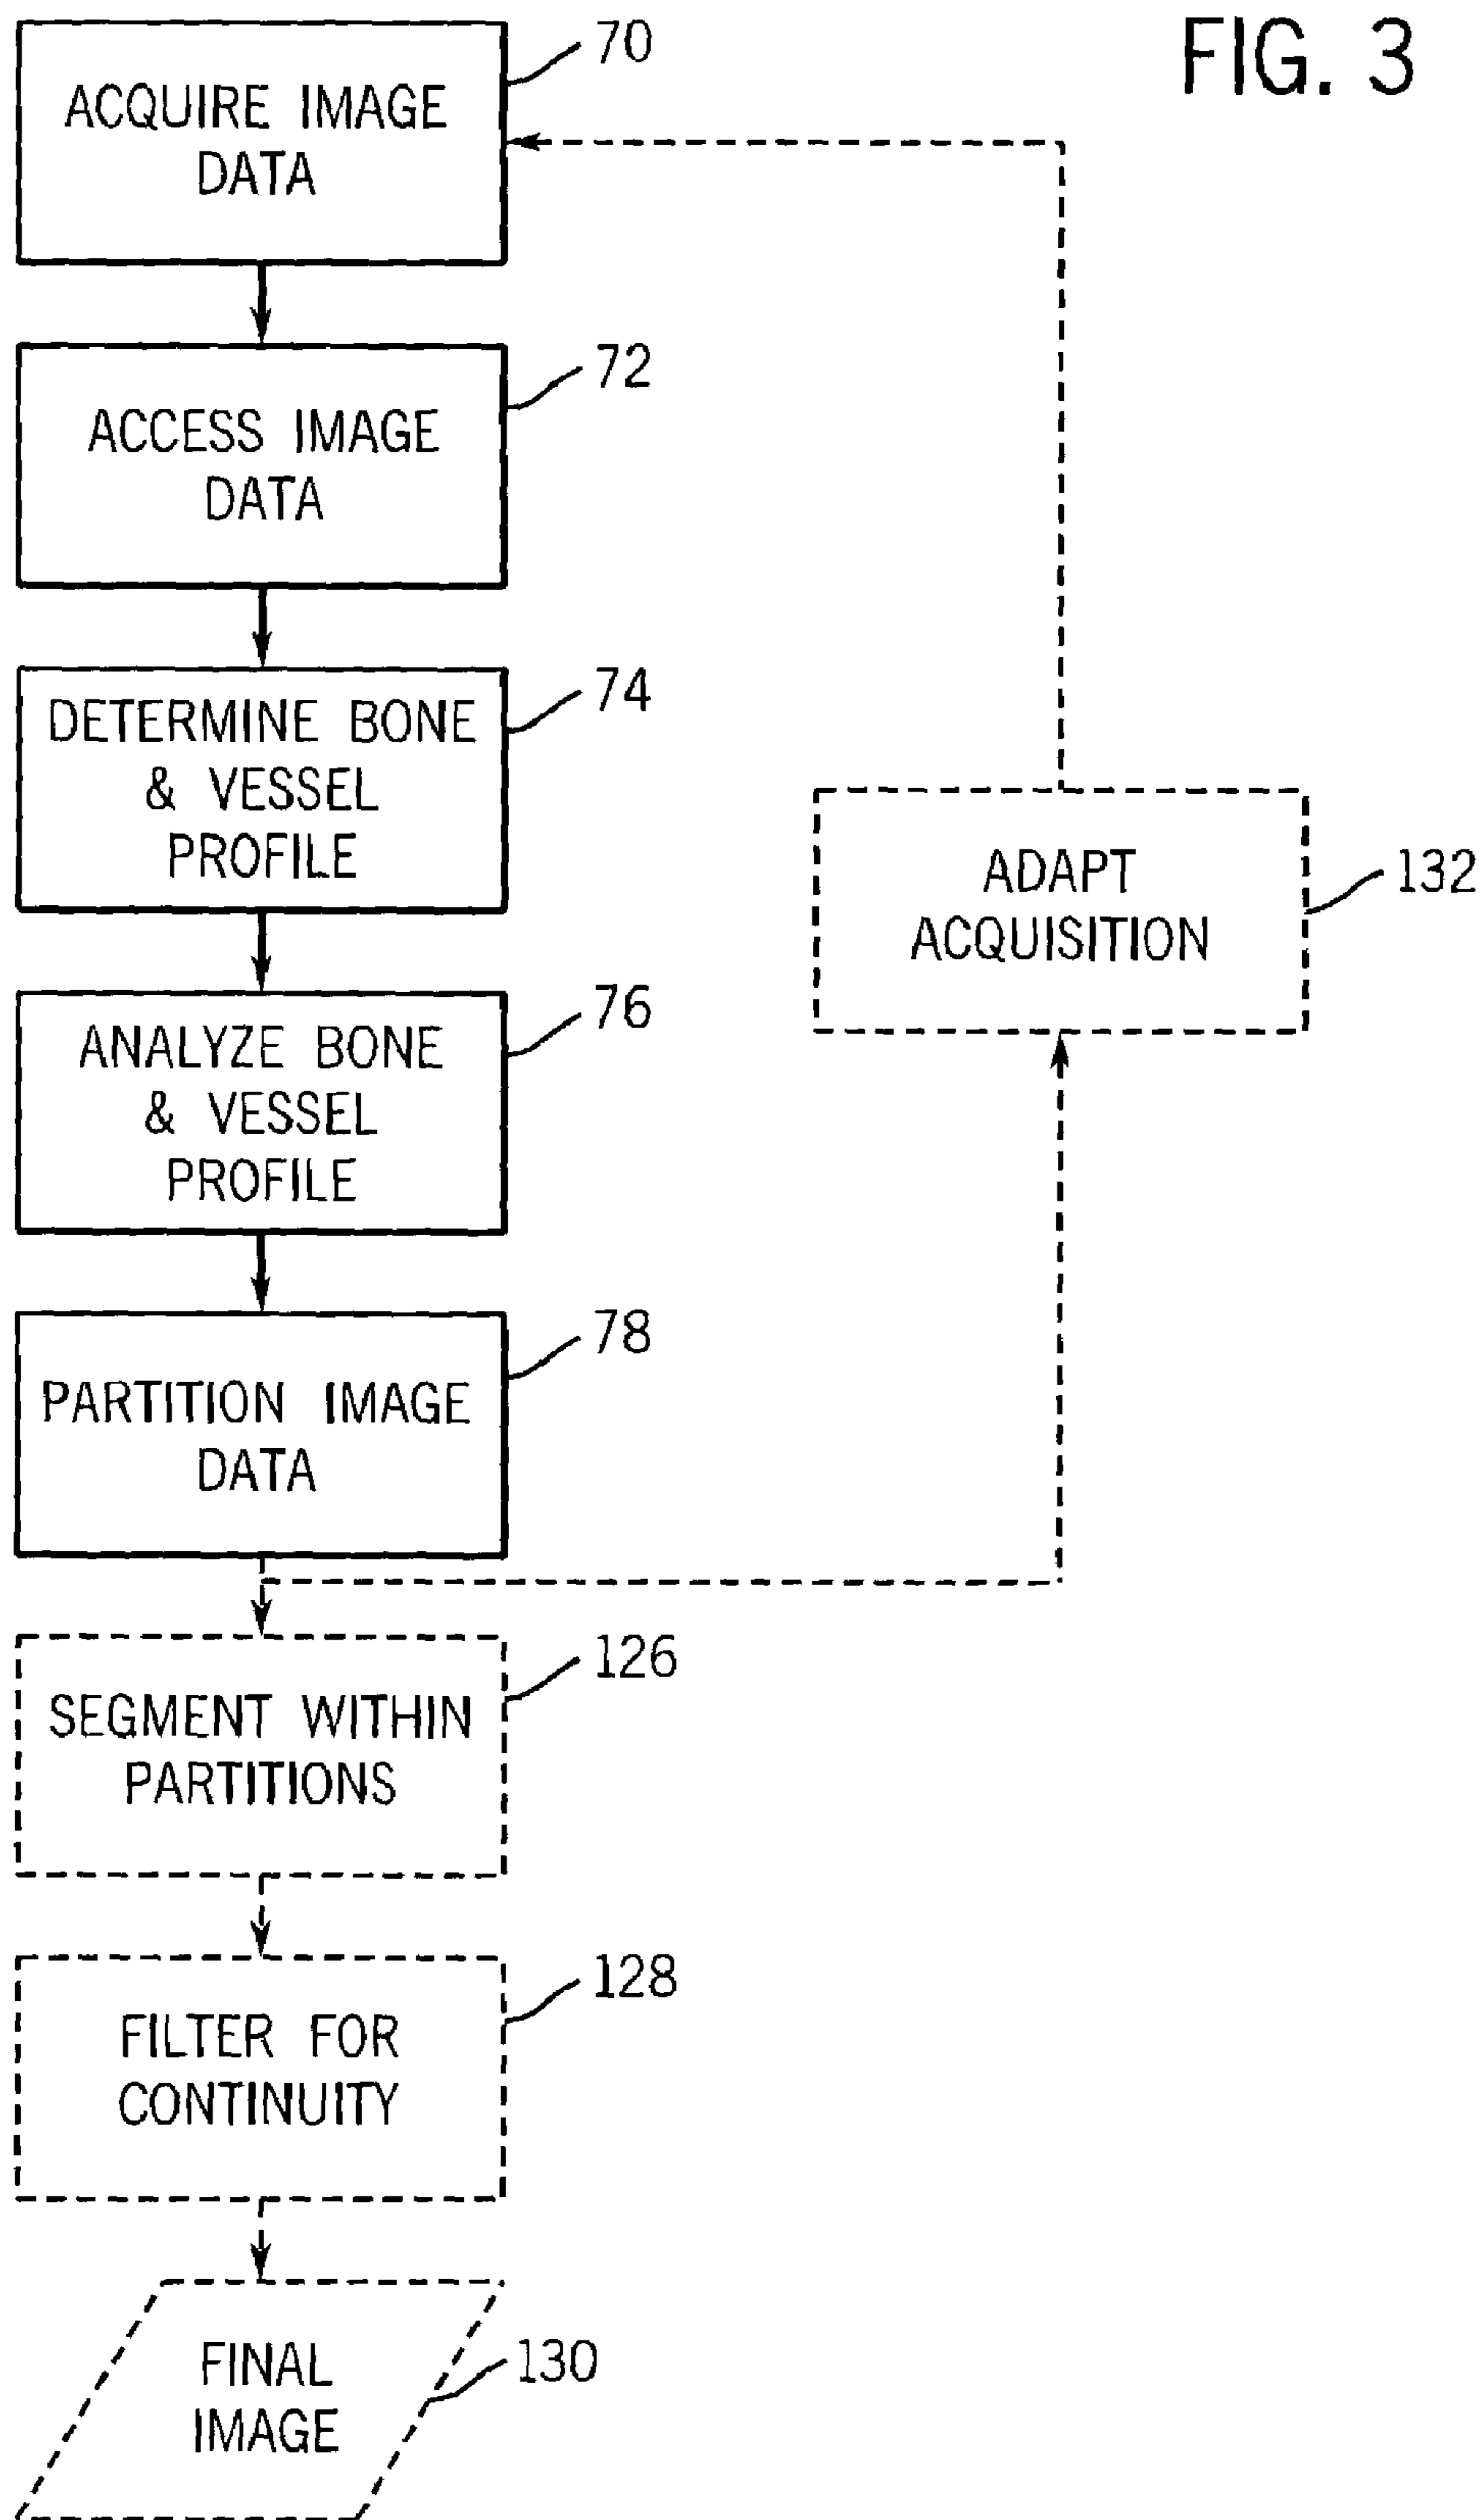 FIG. 3
ACQUIRE IMAGE
DATA
70
ACCESS IMAGE
DATA
72
DETERMINE BONE
& VESSEL
PROFILE
74
ANALYZE BONE
& VESSEL
PROFILE
76
PARTITION IMAGE
DATA
78
ADAPT
ACQUISITION
132
SEGMENT WITHIN
PARTITIONS
126
FILTER FOR
CONTINUITY
128
FINAL
IMAGE
130